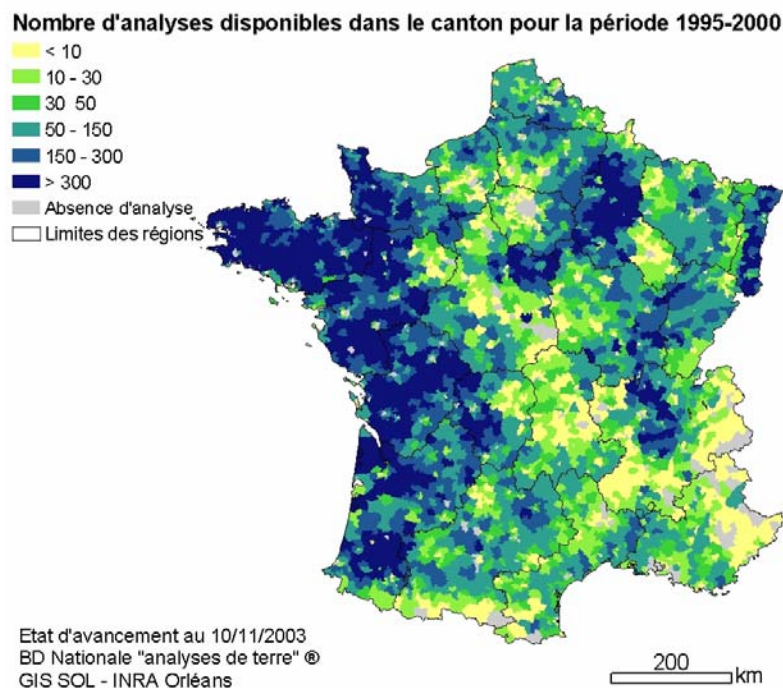 Nombre d'analyses disponibles dans le canton pour la période 1995-2000
< 10
10 - 30
30 50
50 - 150
150 - 300
> 300
Absence d'analyse
Limites des régions
Etat d'avancement au 10/11/2003
BD Nationale "analyses de terre" ®
GIS SOL - INRA Orléans
200
km